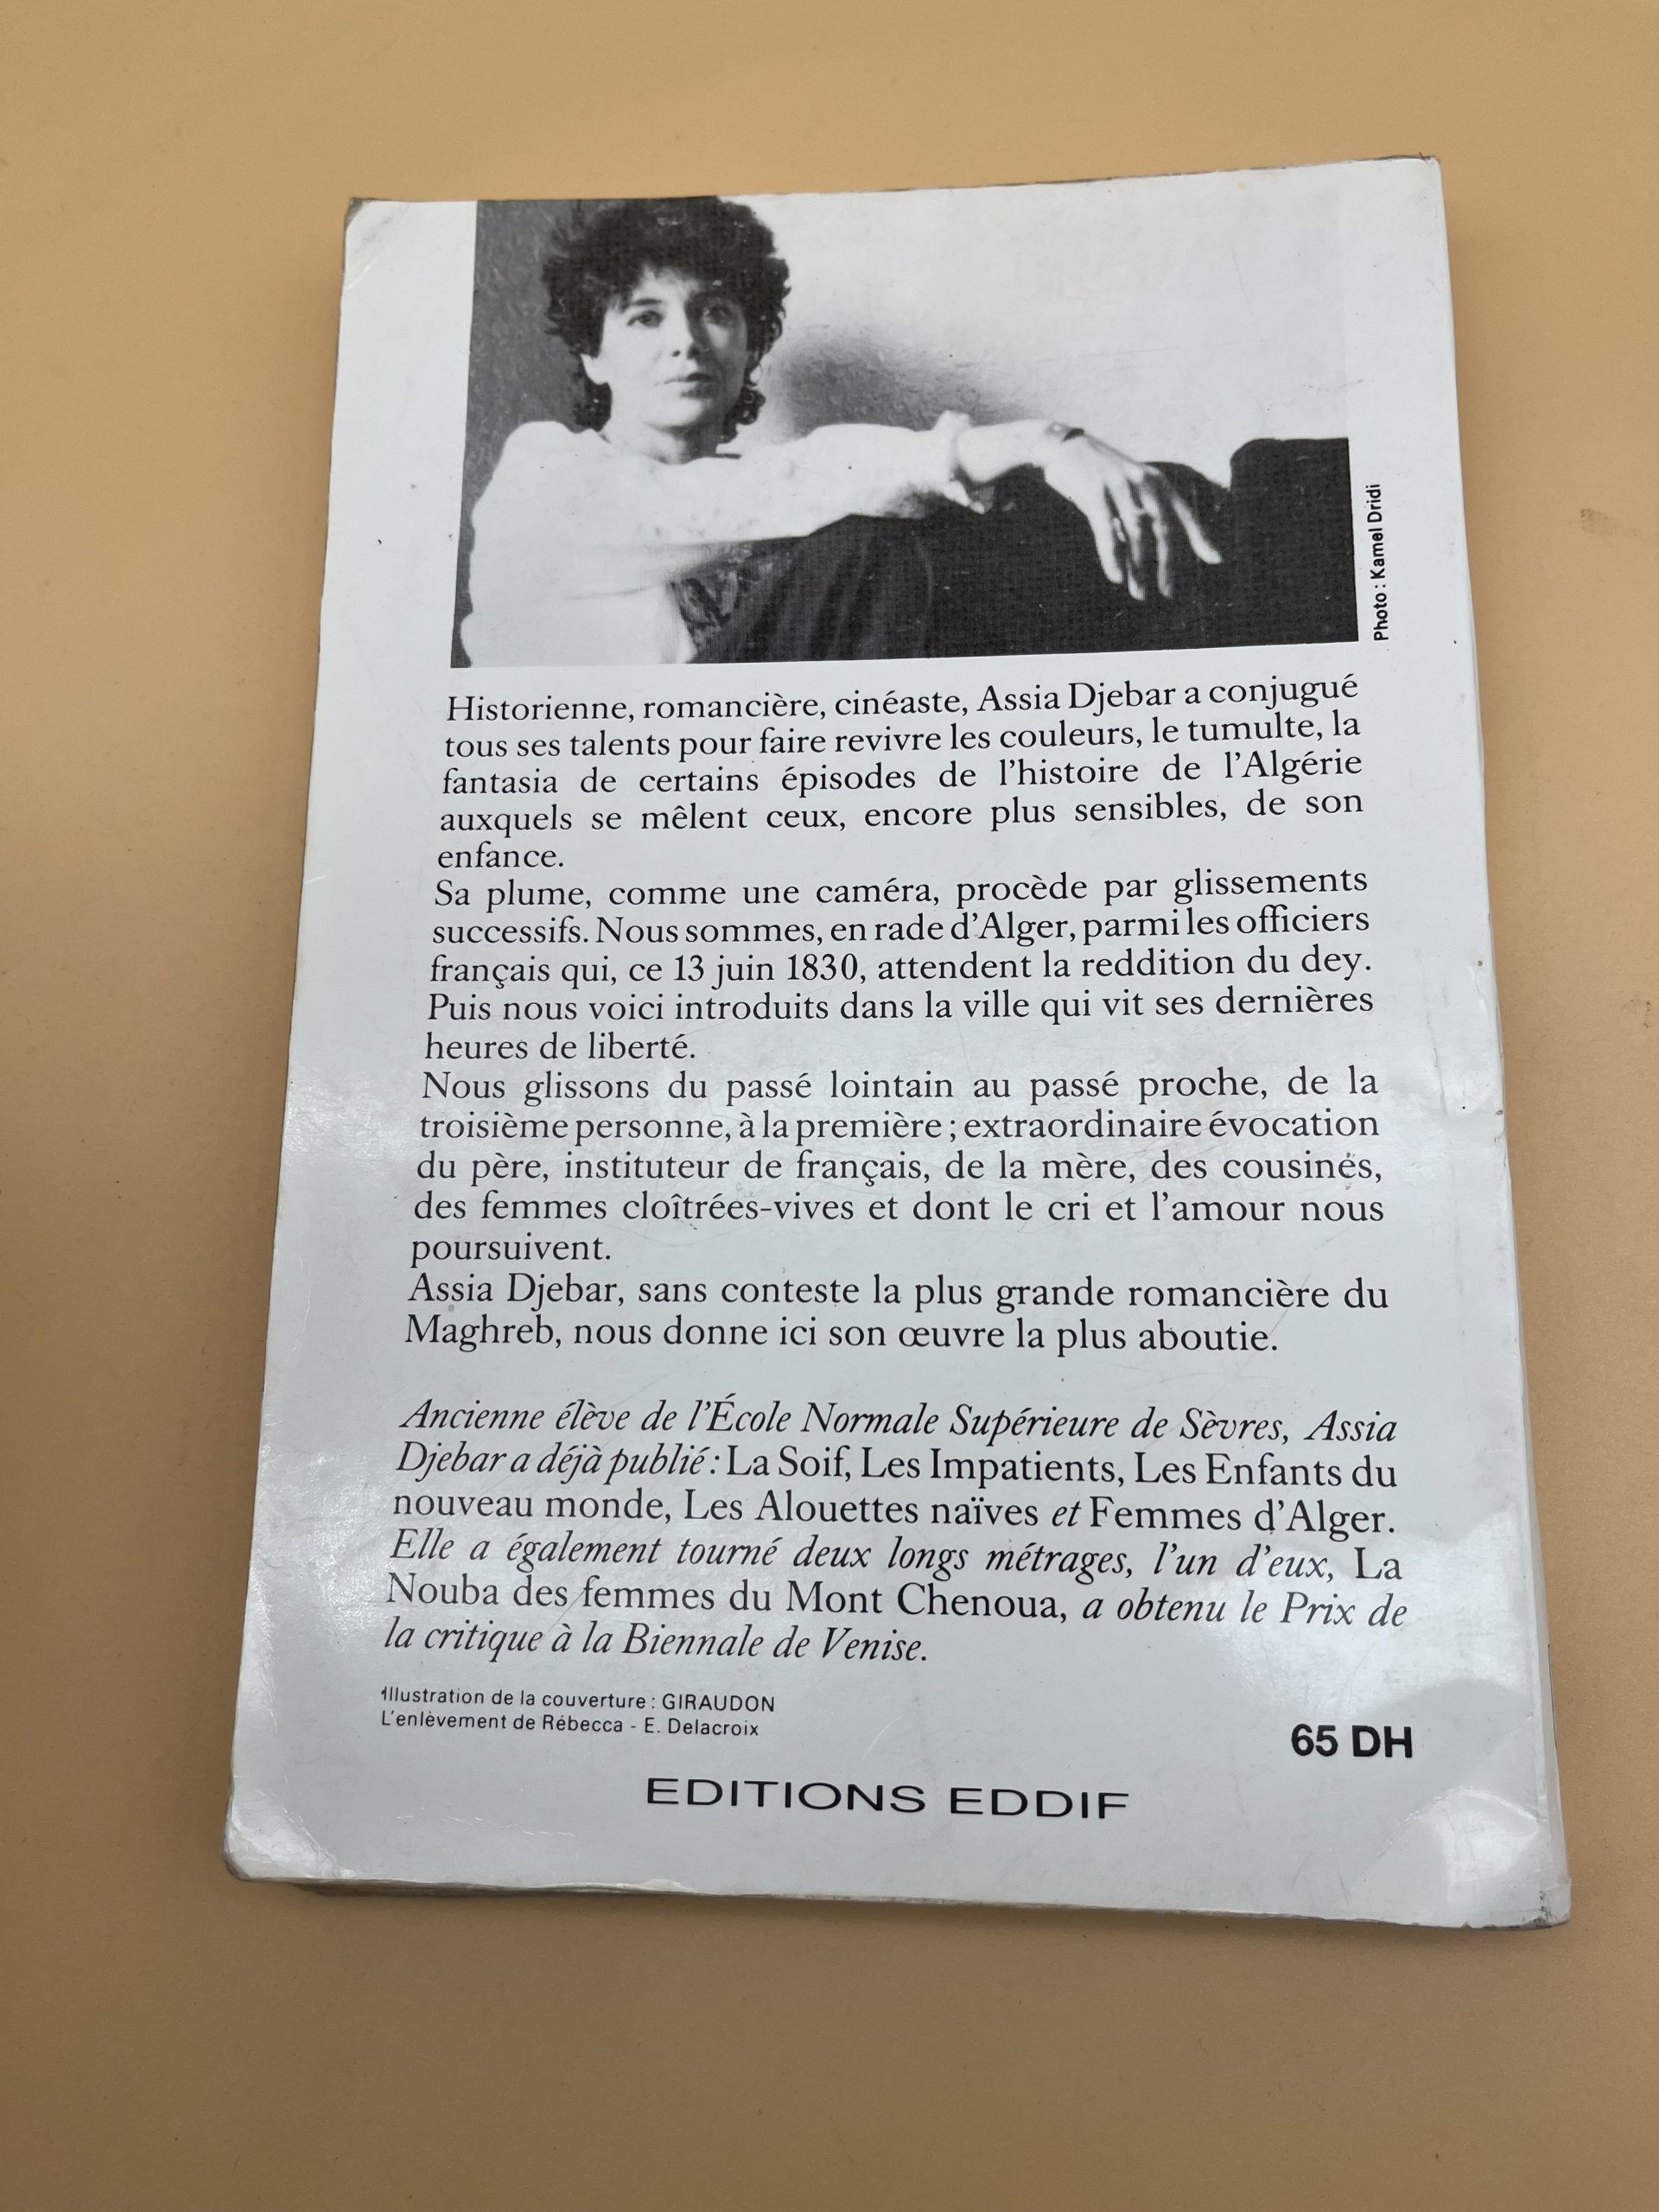 Photo : Kamel Dridi
Historienne, romancière, cinéaste, Assia Djebar a conjugué
tous ses talents pour faire revivre les couleurs, le tumulte, la
fantasia de certains épisodes de l'histoire de l'Algérie
auxquels se mêlent ceux, encore plus sensibles, de son
enfance.
Sa plume, comme une caméra, procède par glissements
successifs. Nous sommes, en rade d'Alger, parmi les officiers
français qui, ce 13 juin 1830, attendent la reddition du dey.
Puis nous voici introduits dans la ville qui vit ses dernières
heures de liberté.
Nous glissons du passé lointain au passé proche, de la
troisième personne, à la première ; extraordinaire évocation
du père, instituteur de français, de la mère, des cousines,
des femmes cloîtrées-vives et dont le cri et l'amour nous
poursuivent.
Assia Djebar, sans conteste la plus grande romancière du
Maghreb, nous donne ici son œuvre la plus aboutie.
Ancienne élève de l'École Normale Supérieure de Sèvres, Assia
Djebar a déjà publié : La Soif, Les Impatients, Les Enfants du
nouveau monde, Les Alouettes naïves et Femmes d'Alger.
Elle a également tourné deux longs métrages, l'un d'eux, La
Nouba des femmes du Mont Chenoua, a obtenu le Prix de
la critique à la Biennale de Venise.
Illustration de la couverture : GIRAUDON
L'enlèvement de Rébecca - E. Delacroix
65 DH
EDITIONS EDDIF